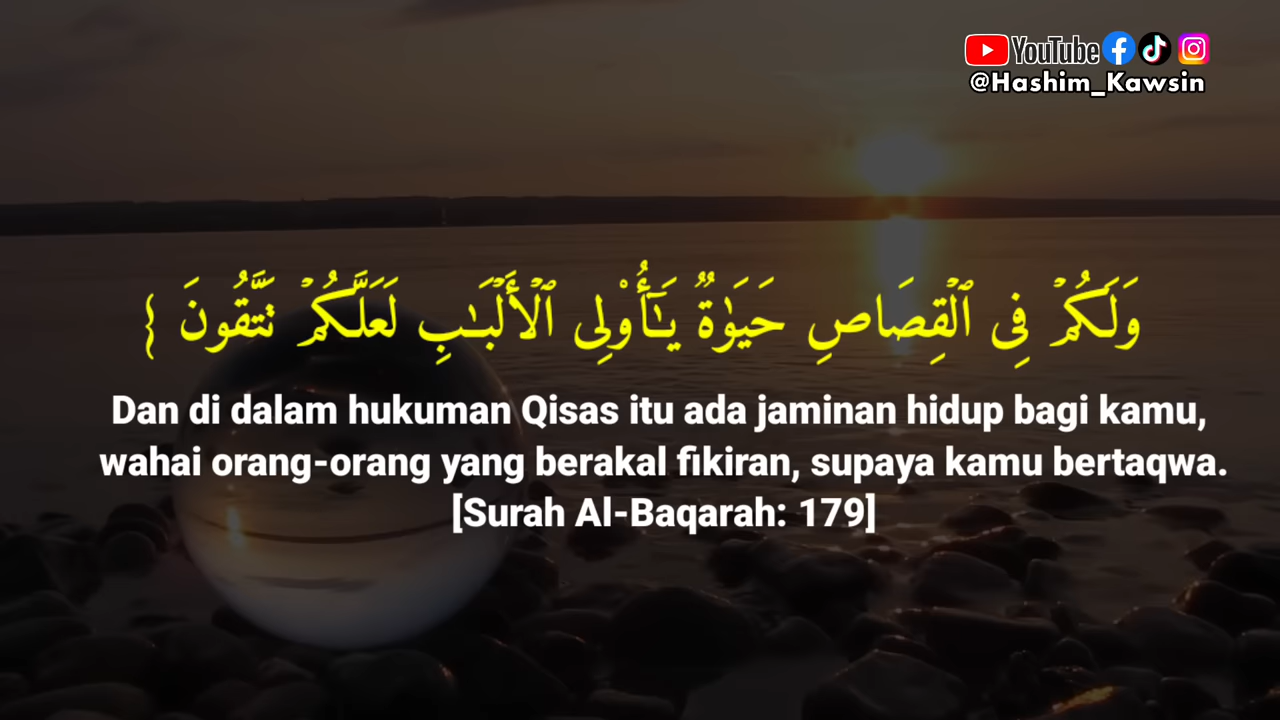 YouTube
@Hashim_Kawsin
وَلَكُمْ فِى ٱلْقِصَاصِ حَيَوٰةٌ يَـٰٓأُو۟لِى ٱلْأَلْبَـٰبِ لَعَلَّكُمْ تَتَّقُونَ {
Dan di dalam hukuman Qisas itu ada jaminan hidup bagi kamu,
wahai orang-orang yang berakal fikiran, supaya kamu bertaqwa.
[Surah Al-Baqarah: 179]